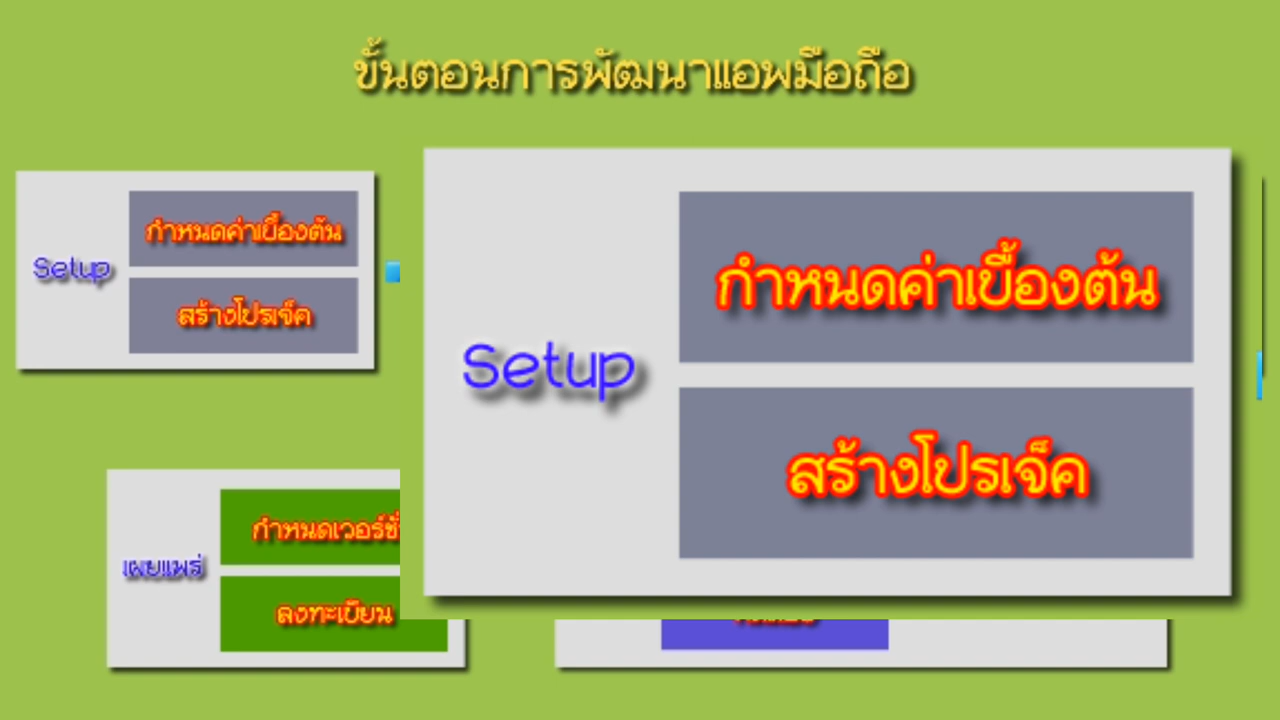 ขั้นตอนการพัฒนาแอพมือถือ
Setup
กำหนดค่าเบื้องต้น
สร้างโปรเจ็ค
Setup
กำหนดค่าเบื้องต้น
สร้างโปรเจ็ค
เผยแพร่
ลงทะเบียน